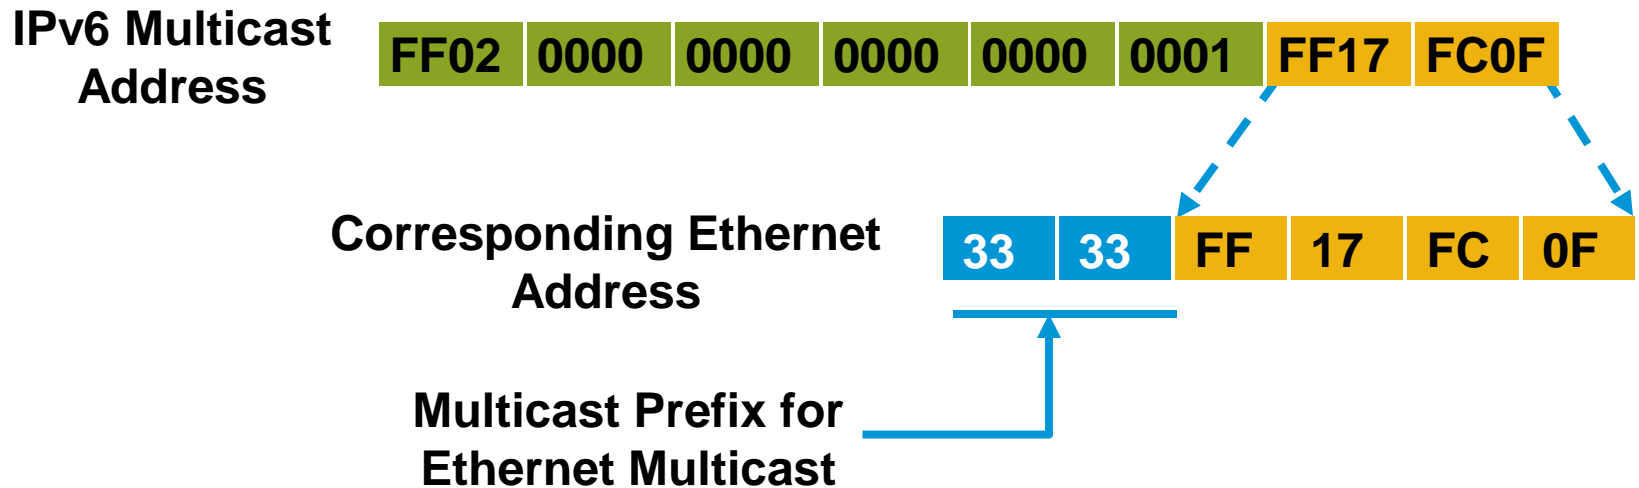 IPv6 Multicast
Address
FF02 0000 0000 0000 0000 0001 FF17 FC0F
Corresponding Ethernet
Address
33 33 FF 17 FC 0F
Multicast Prefix for
Ethernet Multicast